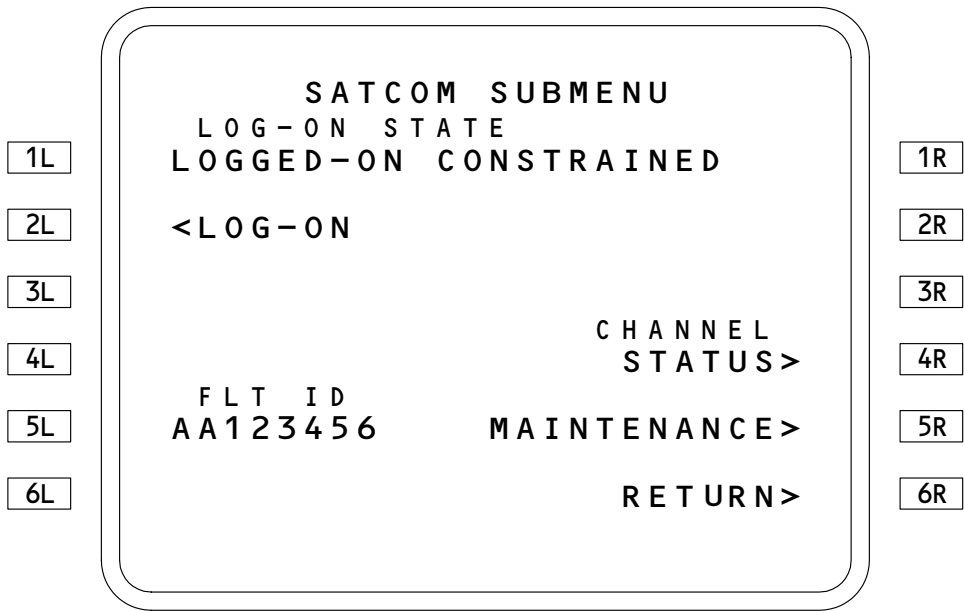 SATCOM SUBMENU
LOG-ON STATE
1L LOGGED-ON CONSTRAINED 1R
2L <LOG-ON 2R
3L 3R
CHANNEL
4L STATUS> 4R
FLT ID
5L AA123456 MAINTENANCE> 5R
6L RETURN> 6R